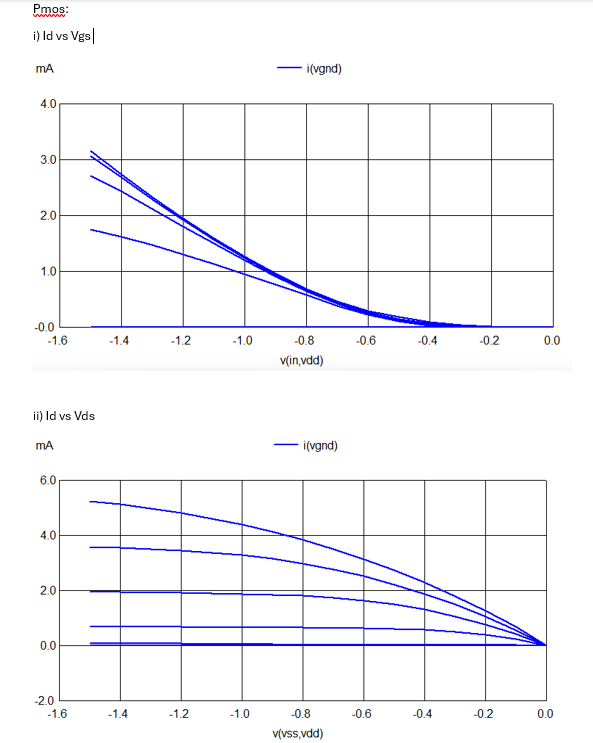 Pmos:
i) Id vs Vgs
mA
i(vgnd)
4.0
3.0
2.0
1.0
-0.0
-1.6 -1.4 -1.2 -1.0 -0.8 -0.6 -0.4 -0.2 0.0
v(in,vdd)
ii) Id vs Vds
mA
i(vgnd)
6.0
4.0
2.0
0.0
-2.0
-1.6 -1.4 -1.2 -1.0 -0.8 -0.6 -0.4 -0.2 0.0
v(vss,vdd)